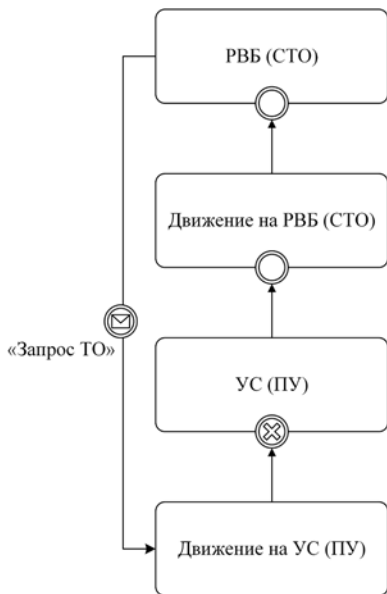 РВБ (СТО)
Движение на РВБ (СТО)
«Запрос ТО»
УС (ПУ)
Движение на УС (ПУ)